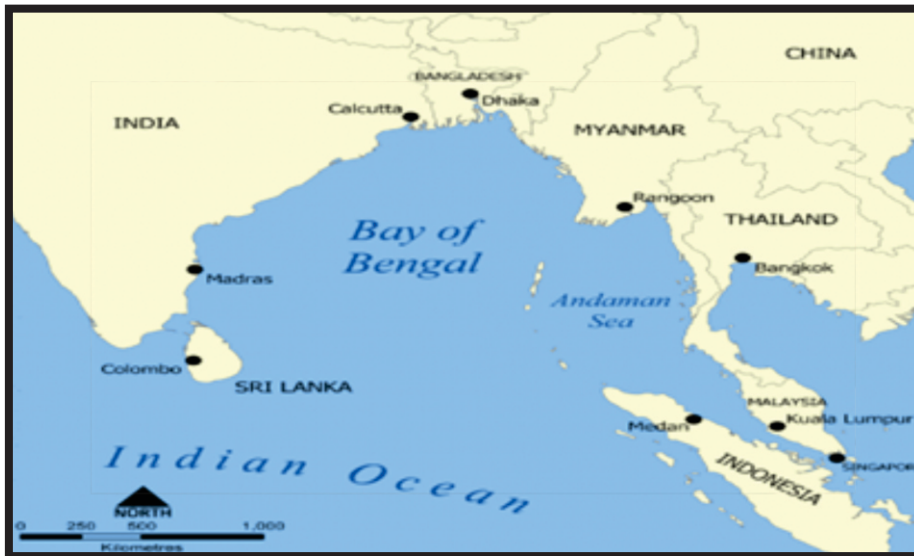 CHINA
BANGLADESH
Calcutta
Dhaka
INDIA
MYANMAR
Rangoon
THAILAND
Bay of
Bengal
Madras
Bangkok
Andaman
Sea
Colombo
SRI LANKA
MALAYSIA
Medan
Kuala Lumpur
Indian Ocean
INDONESIA
SINGAPOR
NORTH
0 250 500 1,000
Kilometres